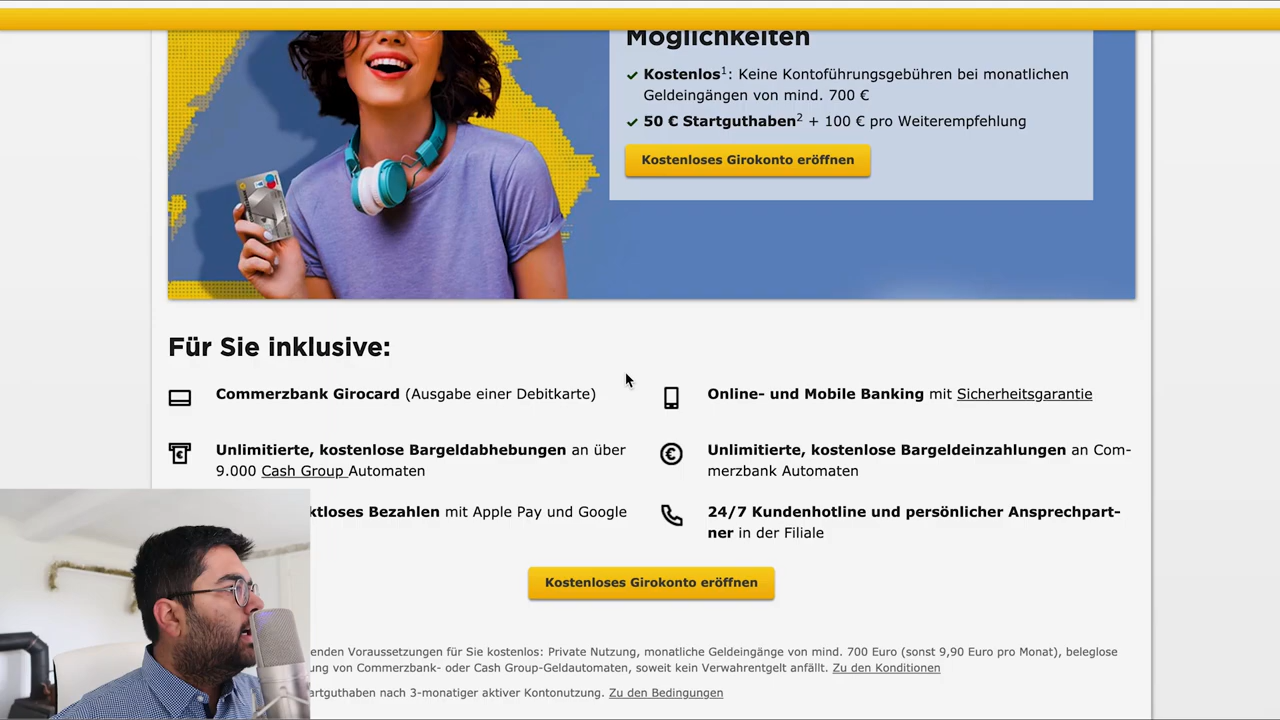 Möglichkeiten
Kostenlos¹: Keine Kontoführungsgebühren bei monatlichen
Geldeingängen von mind. 700 €
50 € Startguthaben² + 100 € pro Weiterempfehlung
Kostenloses Girokonto eröffnen
Für Sie inklusive:
Commerzbank Girocard (Ausgabe einer Debitkarte)
Online- und Mobile Banking mit Sicherheitsgarantie
Unlimitierte, kostenlose Bargeldabhebungen an über
9.000 Cash Group Automaten
Unlimitierte, kostenlose Bargeldeinzahlungen an Com-
merzbank Automaten
ktloses Bezahlen mit Apple Pay und Google
24/7 Kundenhotline und persönlicher Ansprechpart-
ner in der Filiale
Kostenloses Girokonto eröffnen
enden Voraussetzungen für Sie kostenlos: Private Nutzung, monatliche Geldeingänge von mind. 700 Euro (sonst 9,90 Euro pro Monat), beleglose
ung von Commerzbank- oder Cash Group-Geldautomaten, soweit kein Verwahrentgelt anfällt. Zu den Konditionen
artguthaben nach 3-monatiger aktiver Kontonutzung. Zu den Bedingungen